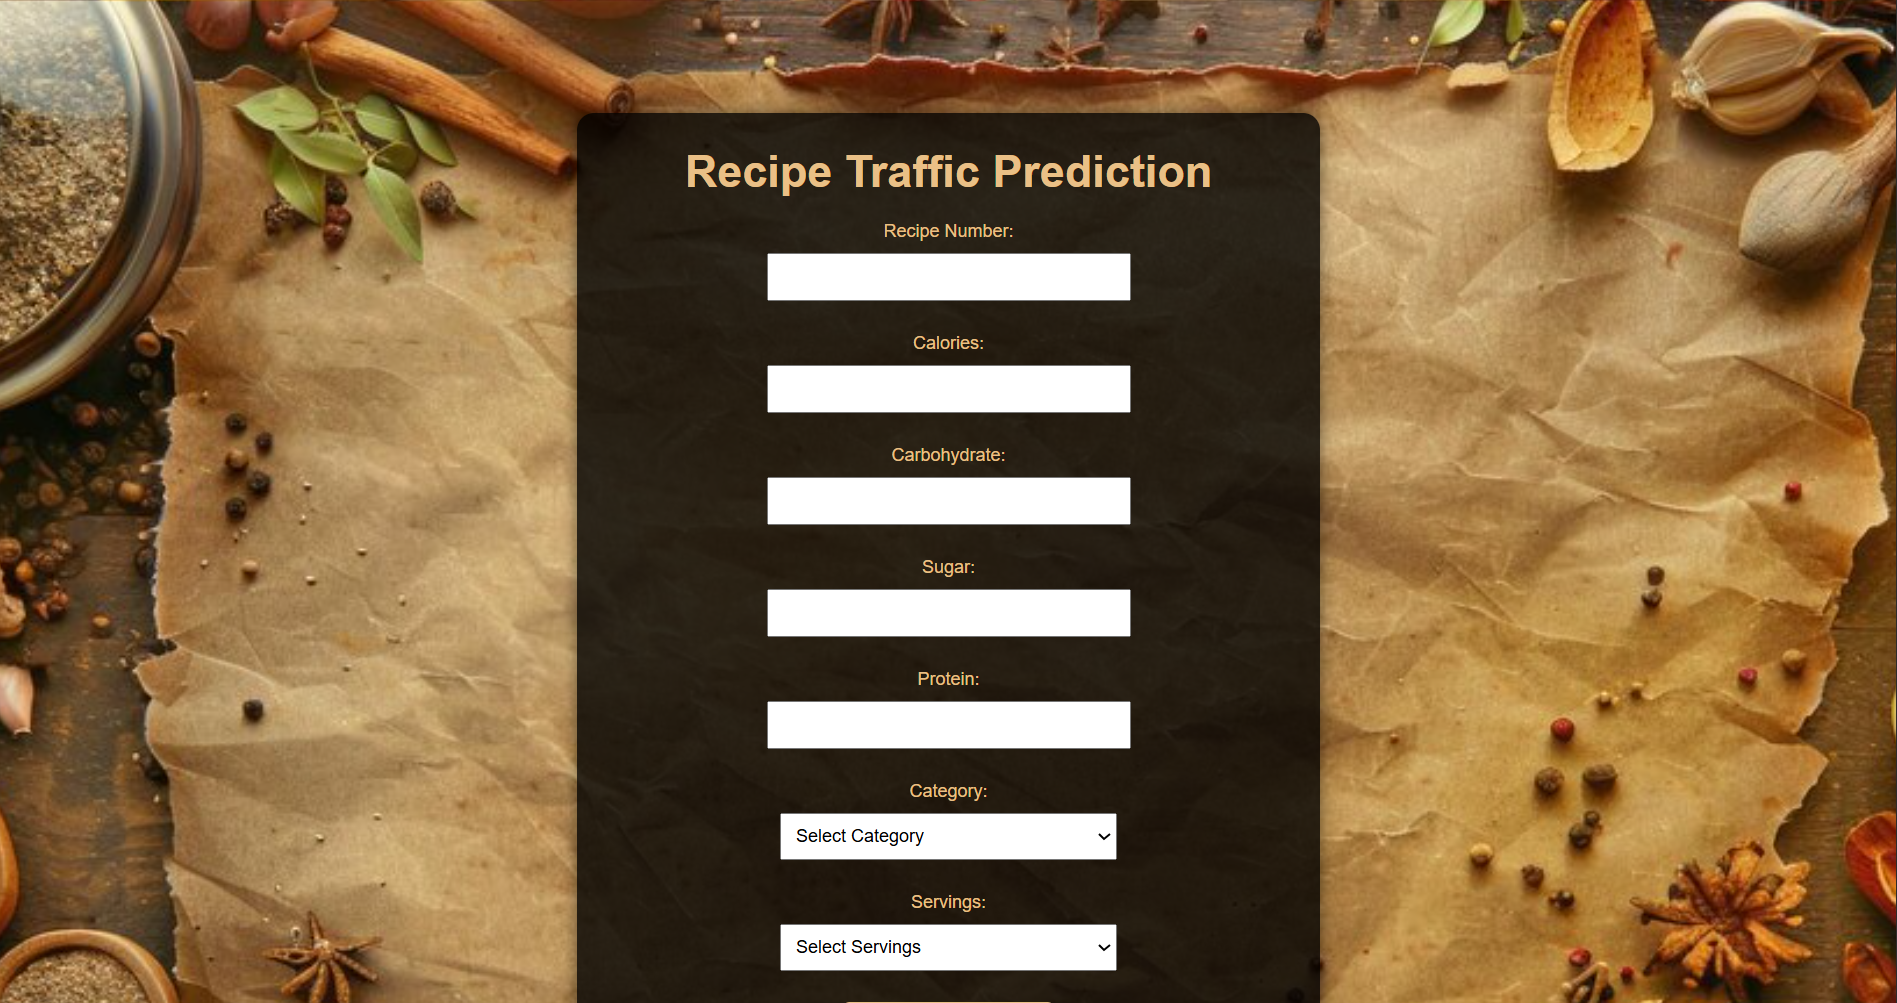 Recipe Traffic Prediction
Recipe Number:
Calories:
Carbohydrate:
Sugar:
Protein:
Category:
Select Category
Servings:
Select Servings